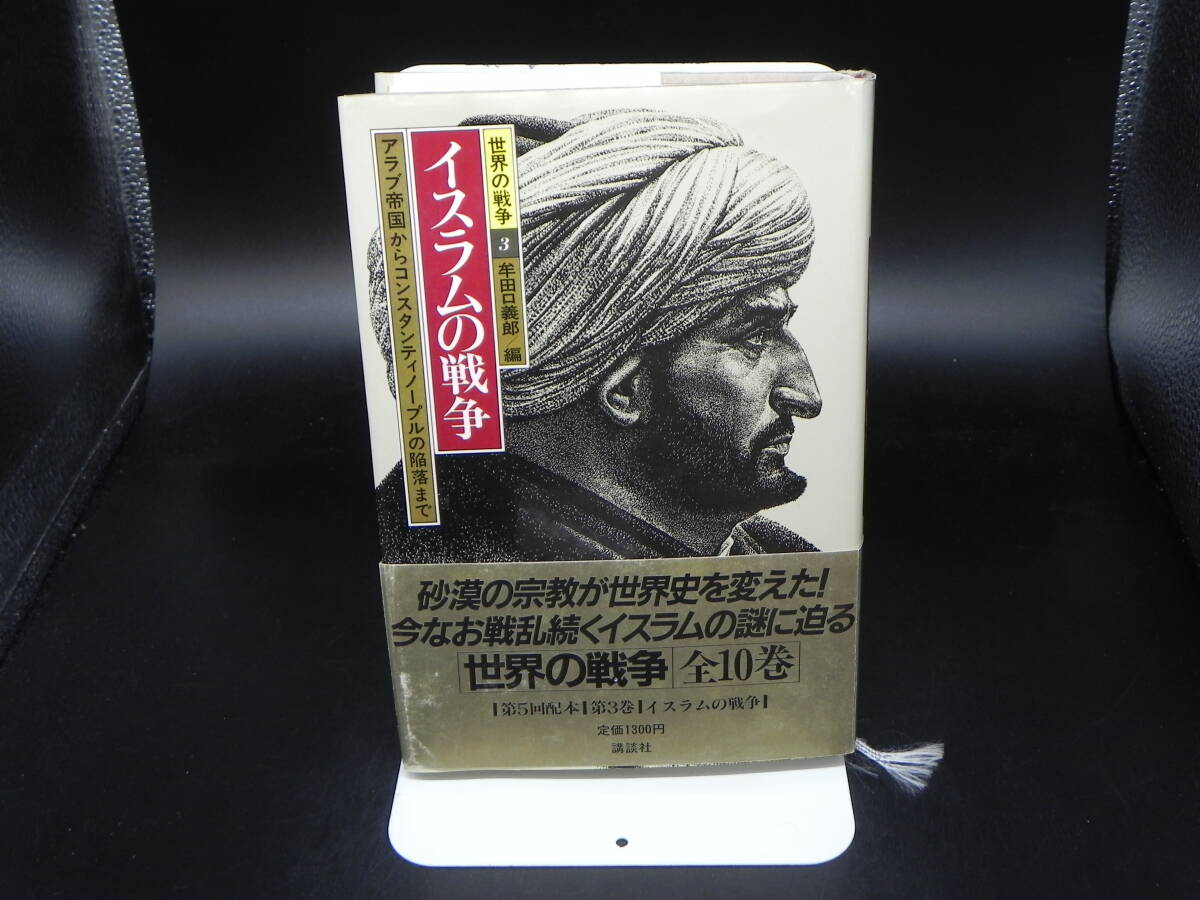 世界の戦争 3 牟田口義郎/編
イスラムの戦争
アラブ帝国からコンスタンティノープルの陥落まで
砂漠の宗教が世界史を変えた!
今なお戦乱続くイスラムの謎に迫る
世界の戦争 全10巻
第5回配本 第3巻 イスラムの戦争
定価1300円
講談社